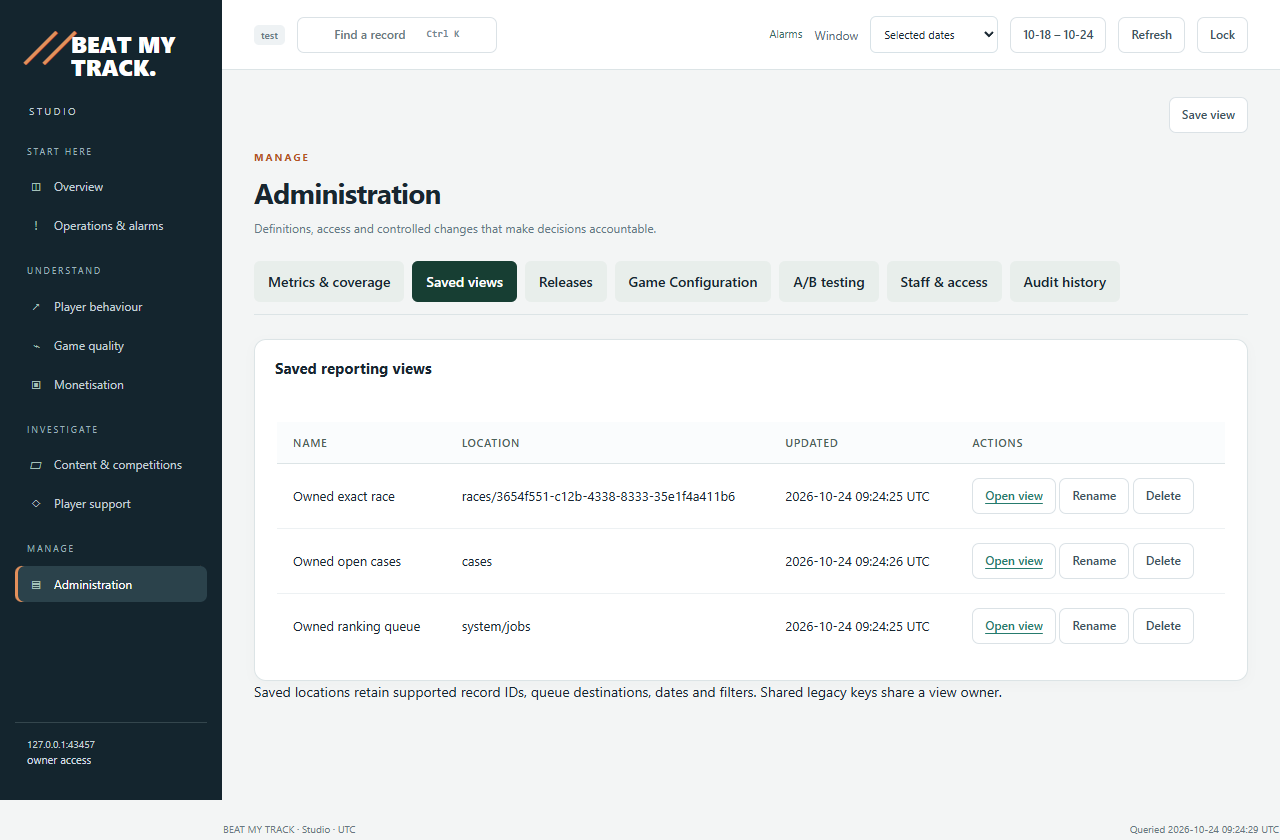 BEAT MY
TRACK.
STUDIO
START HERE
Overview
! Operations & alarms
UNDERSTAND
Player behaviour
Game quality
Monetisation
INVESTIGATE
Content & competitions
Player support
MANAGE
Administration
127.0.0.1:43457
owner access
test Find a record Ctrl K Alarms Window Selected dates 10-18 – 10-24 Refresh Lock
Save view
MANAGE
Administration
Definitions, access and controlled changes that make decisions accountable.
Metrics & coverage Saved views Releases Game Configuration A/B testing Staff & access Audit history
Saved reporting views
NAME LOCATION UPDATED ACTIONS
Owned exact race races/3654f551-c12b-4338-8333-35e1f4a411b6 2026-10-24 09:24:25 UTC Open view Rename Delete
Owned open cases cases 2026-10-24 09:24:26 UTC Open view Rename Delete
Owned ranking queue system/jobs 2026-10-24 09:24:25 UTC Open view Rename Delete
Saved locations retain supported record IDs, queue destinations, dates and filters. Shared legacy keys share a view owner.
BEAT MY TRACK · Studio · UTC Queried 2026-10-24 09:24:29 UTC